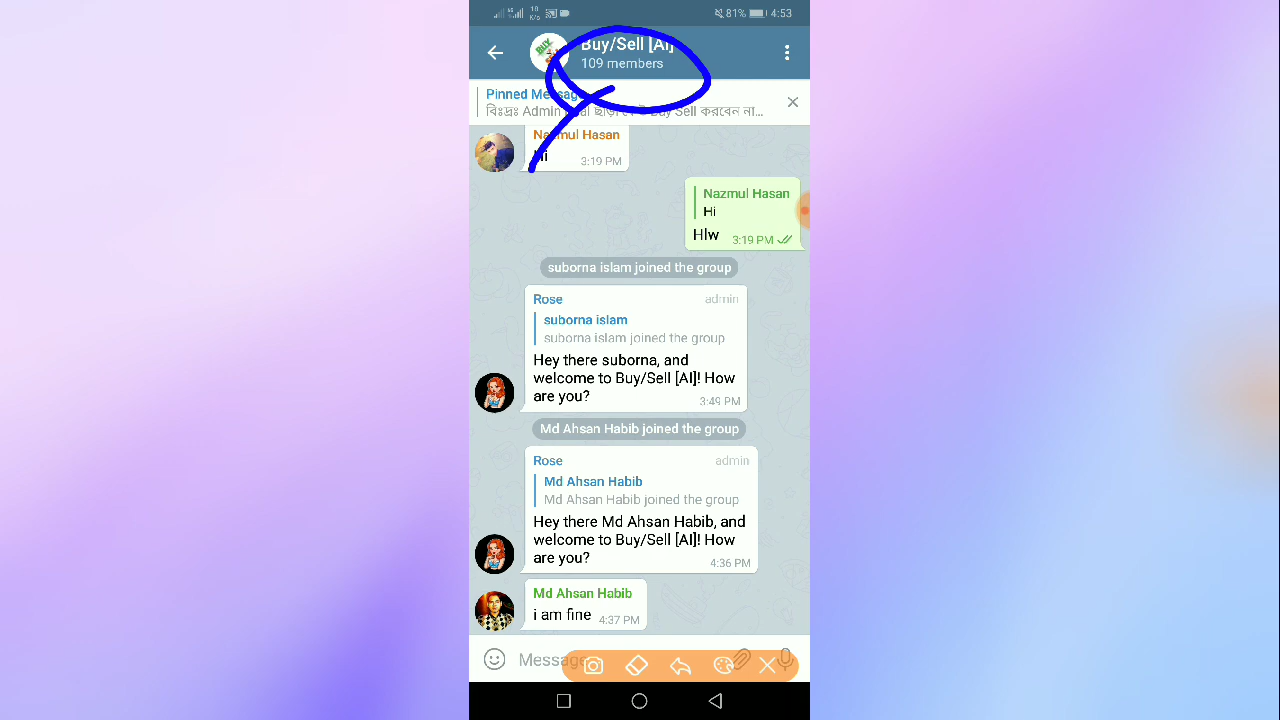 10
K/s
81%
4:53
Buy/Sell [AI]
109 members
Pinned Message
বিঃদ্রঃ Admin ছাড়া Buy Sell করবেন না...
Nazmul Hasan
Hi
3:19 PM
Nazmul Hasan
Hi
Hlw
3:19 PM
suborna islam joined the group
Rose
admin
suborna islam
suborna islam joined the group
Hey there suborna, and
welcome to Buy/Sell [AI]! How
are you?
3:49 PM
Md Ahsan Habib joined the group
Rose
admin
Md Ahsan Habib
Md Ahsan Habib joined the group
Hey there Md Ahsan Habib, and
welcome to Buy/Sell [AI]! How
are you?
4:36 PM
Md Ahsan Habib
i am fine
4:37 PM
Message